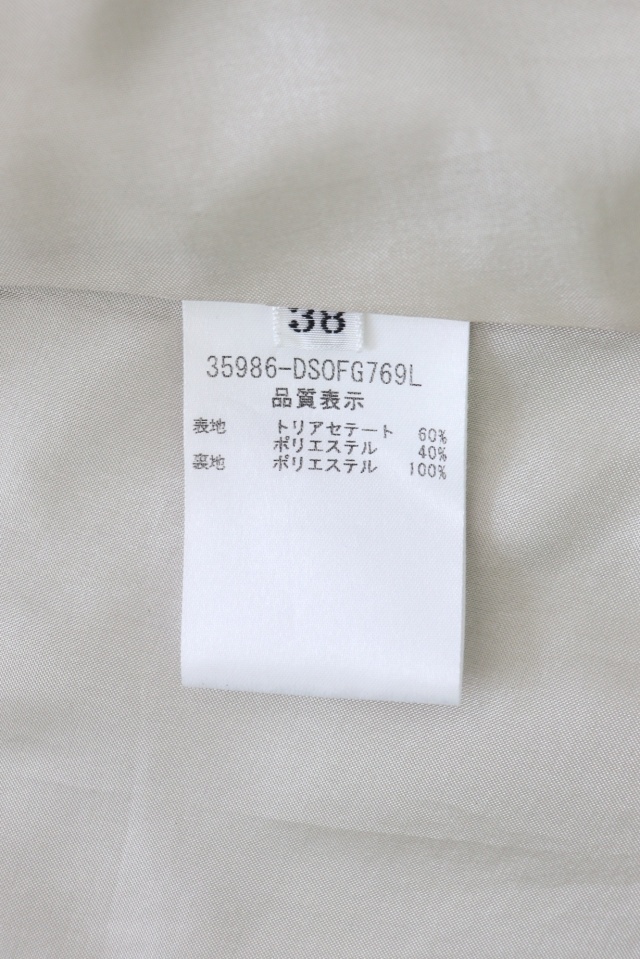 38
35986-DSOFG769L
品質表示
表地 トリアセテート 60%
ポリエステル 40%
裏地 ポリエステル 100%